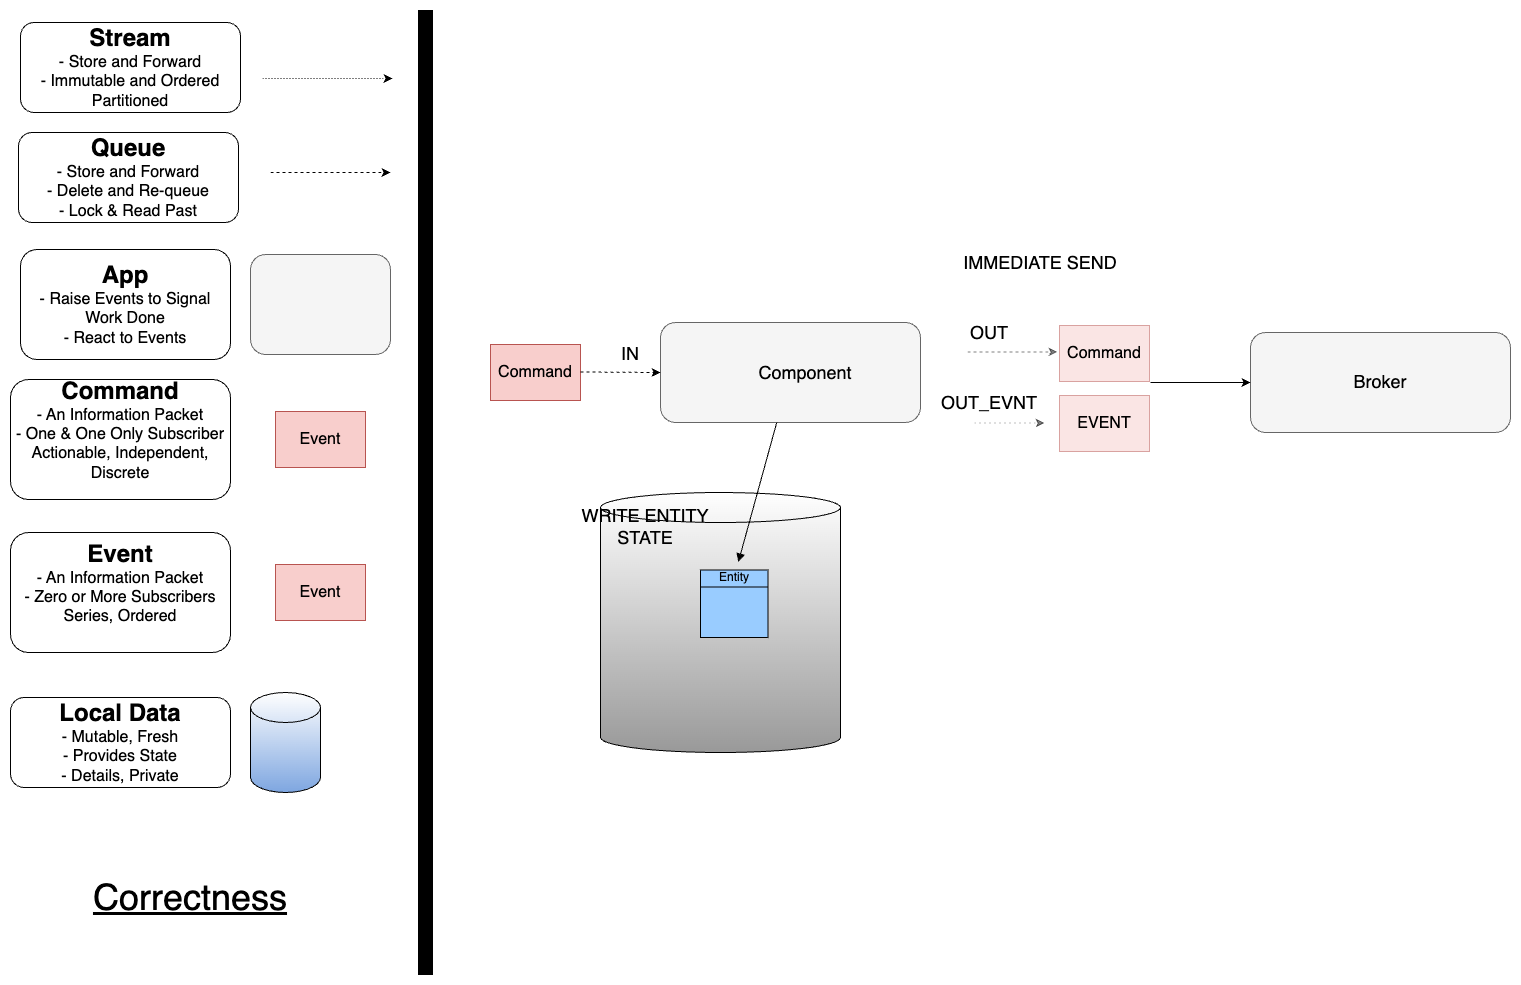 Stream
- Store and Forward
- Immutable and Ordered
Partitioned
Queue
- Store and Forward
- Delete and Re-queue
- Lock & Read Past
App
- Raise Events to Signal
Work Done
- React to Events
Command
- An Information Packet
- One & One Only Subscriber
Actionable, Independent,
Discrete
Event
Event
- An Information Packet
- Zero or More Subscribers
Series, Ordered
Event
Local Data
- Mutable, Fresh
- Provides State
- Details, Private
Correctness
Command
IN
Component
WRITE ENTITY
STATE
Entity
IMMEDIATE SEND
OUT
Command
OUT_EVNT
EVENT
Broker